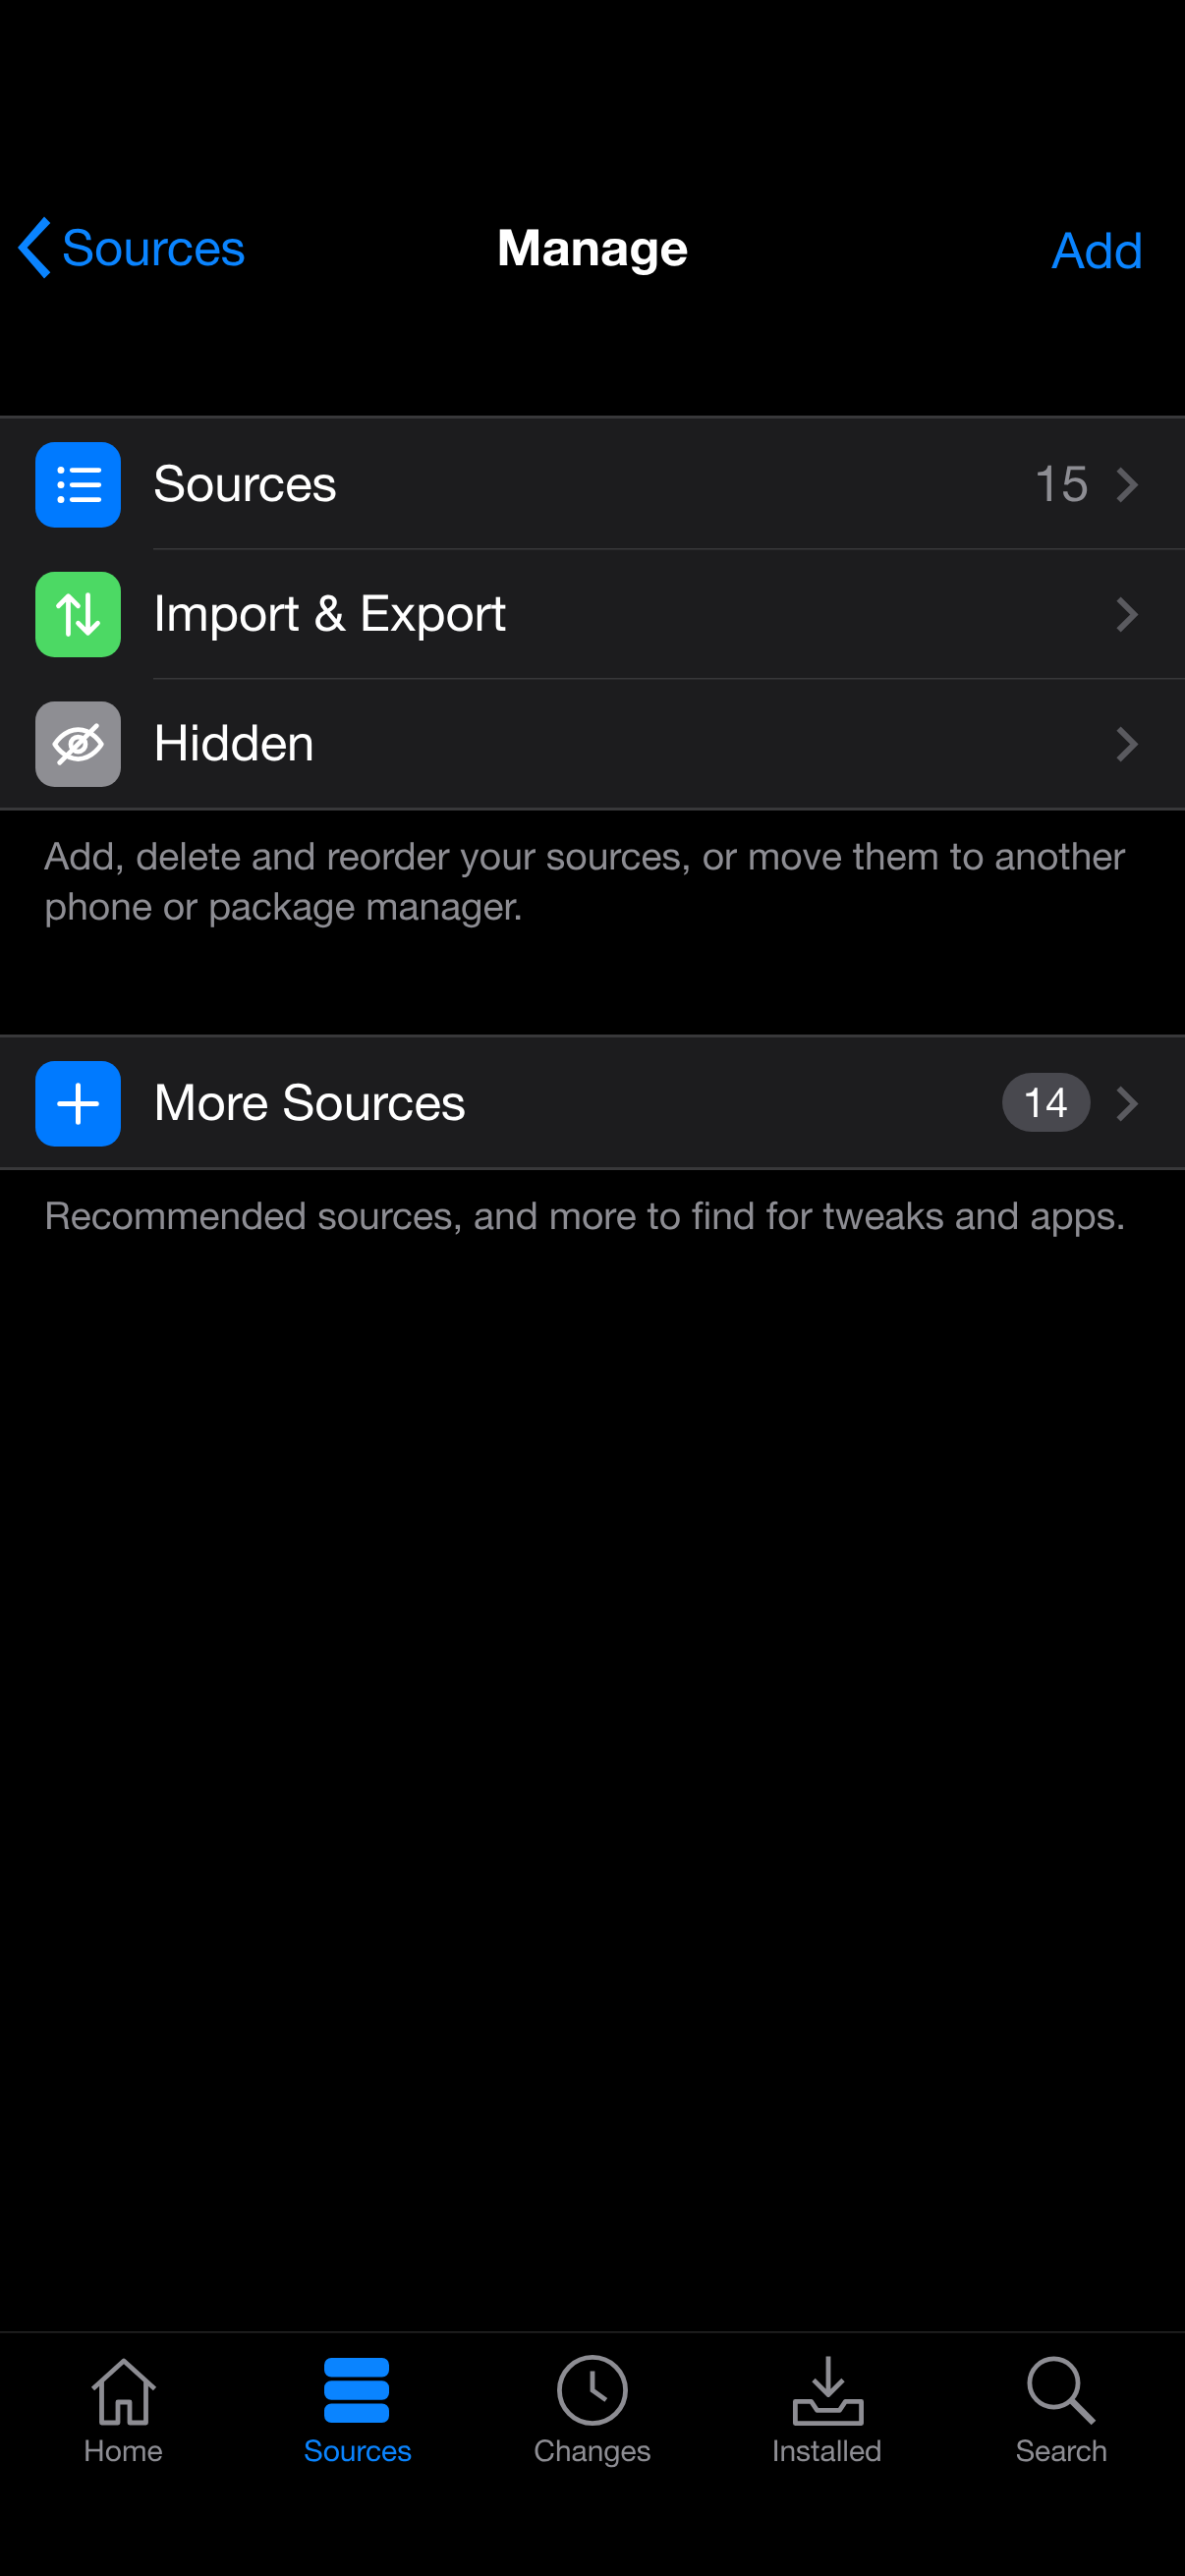 Sources
Manage
Add
Sources
15
Import & Export
Hidden
Add, delete and reorder your sources, or move them to another
phone or package manager.
More Sources
14
Recommended sources, and more to find for tweaks and apps.
Home
Sources
Changes
Installed
Search